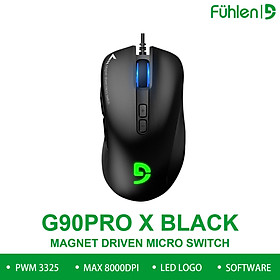 Fühlen
G90PRO X BLACK
MAGNET DRIVEN MICRO SWITCH
• PWM 3325 • MAX 8000DPI • LED LOGO • SOFTWARE